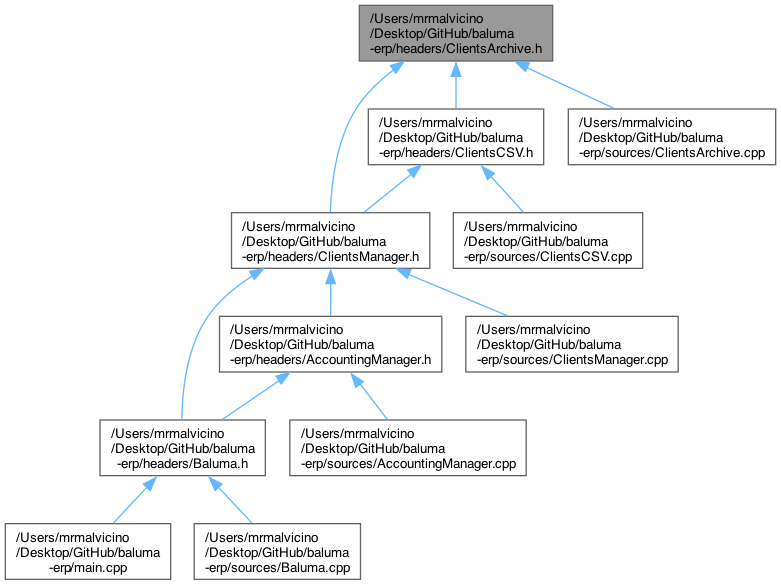 /Users/mrmalvicino
/Desktop/GitHub/baluma
-erp/headers/ClientsArchive.h
/Users/mrmalvicino
/Desktop/GitHub/baluma
-erp/headers/ClientsCSV.h
/Users/mrmalvicino
/Desktop/GitHub/baluma
-erp/sources/ClientsArchive.cpp
/Users/mrmalvicino
/Desktop/GitHub/baluma
-erp/headers/ClientsManager.h
/Users/mrmalvicino
/Desktop/GitHub/baluma
-erp/sources/ClientsCSV.cpp
/Users/mrmalvicino
/Desktop/GitHub/baluma
-erp/headers/AccountingManager.h
/Users/mrmalvicino
/Desktop/GitHub/baluma
-erp/sources/ClientsManager.cpp
/Users/mrmalvicino
/Desktop/GitHub/baluma
-erp/headers/Baluma.h
/Users/mrmalvicino
/Desktop/GitHub/baluma
-erp/sources/AccountingManager.cpp
/Users/mrmalvicino
/Desktop/GitHub/baluma
-erp/main.cpp
/Users/mrmalvicino
/Desktop/GitHub/baluma
-erp/sources/Baluma.cpp